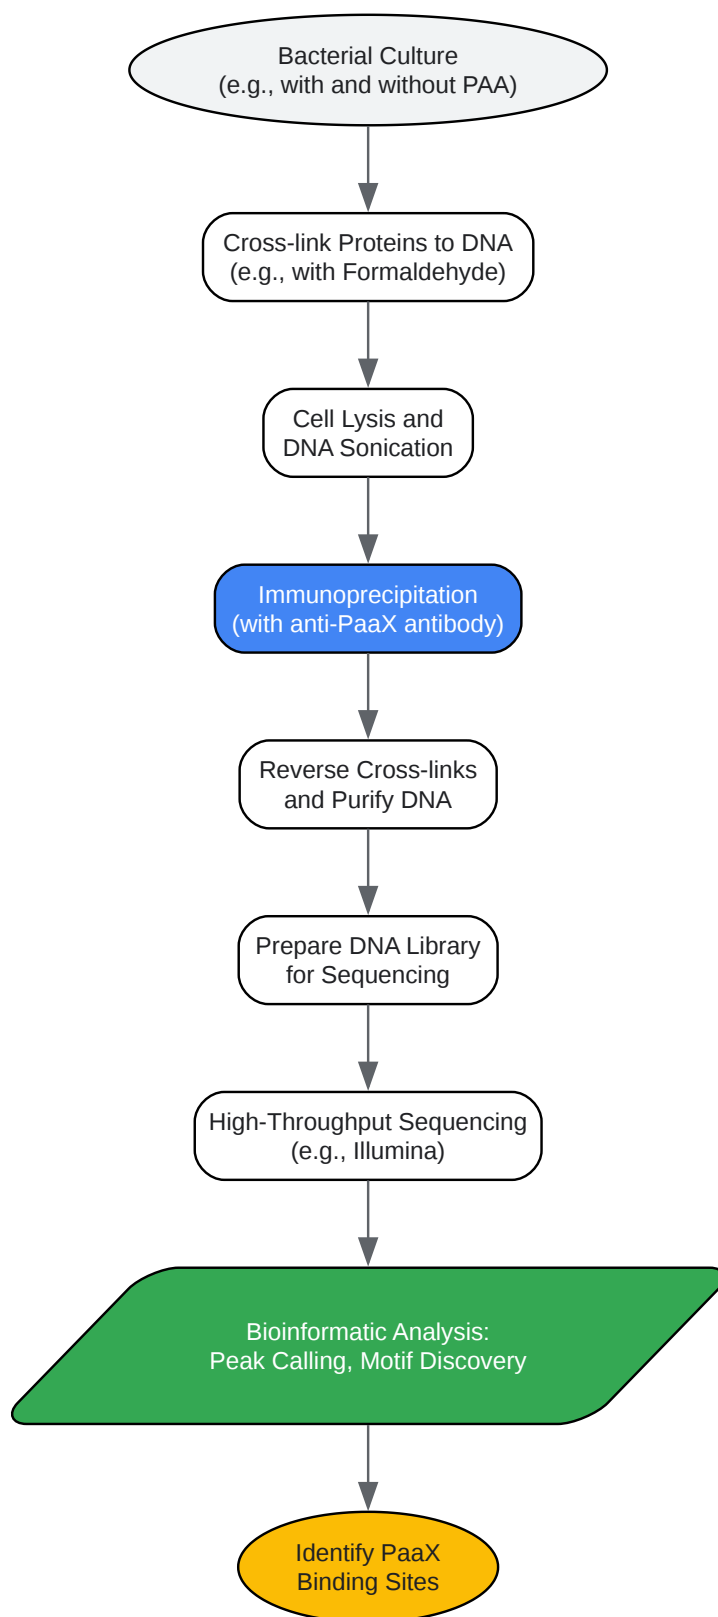 Bacterial Culture
(e.g., with and without PAA)
Cross-link Proteins to DNA
(e.g., with Formaldehyde)
Cell Lysis and
DNA Sonication
Immunoprecipitation
(with anti-PaaX antibody)
Reverse Cross-links
and Purify DNA
Prepare DNA Library
for Sequencing
High-Throughput Sequencing
(e.g., Illumina)
Bioinformatic Analysis:
Peak Calling, Motif Discovery
Identify PaaX
Binding Sites